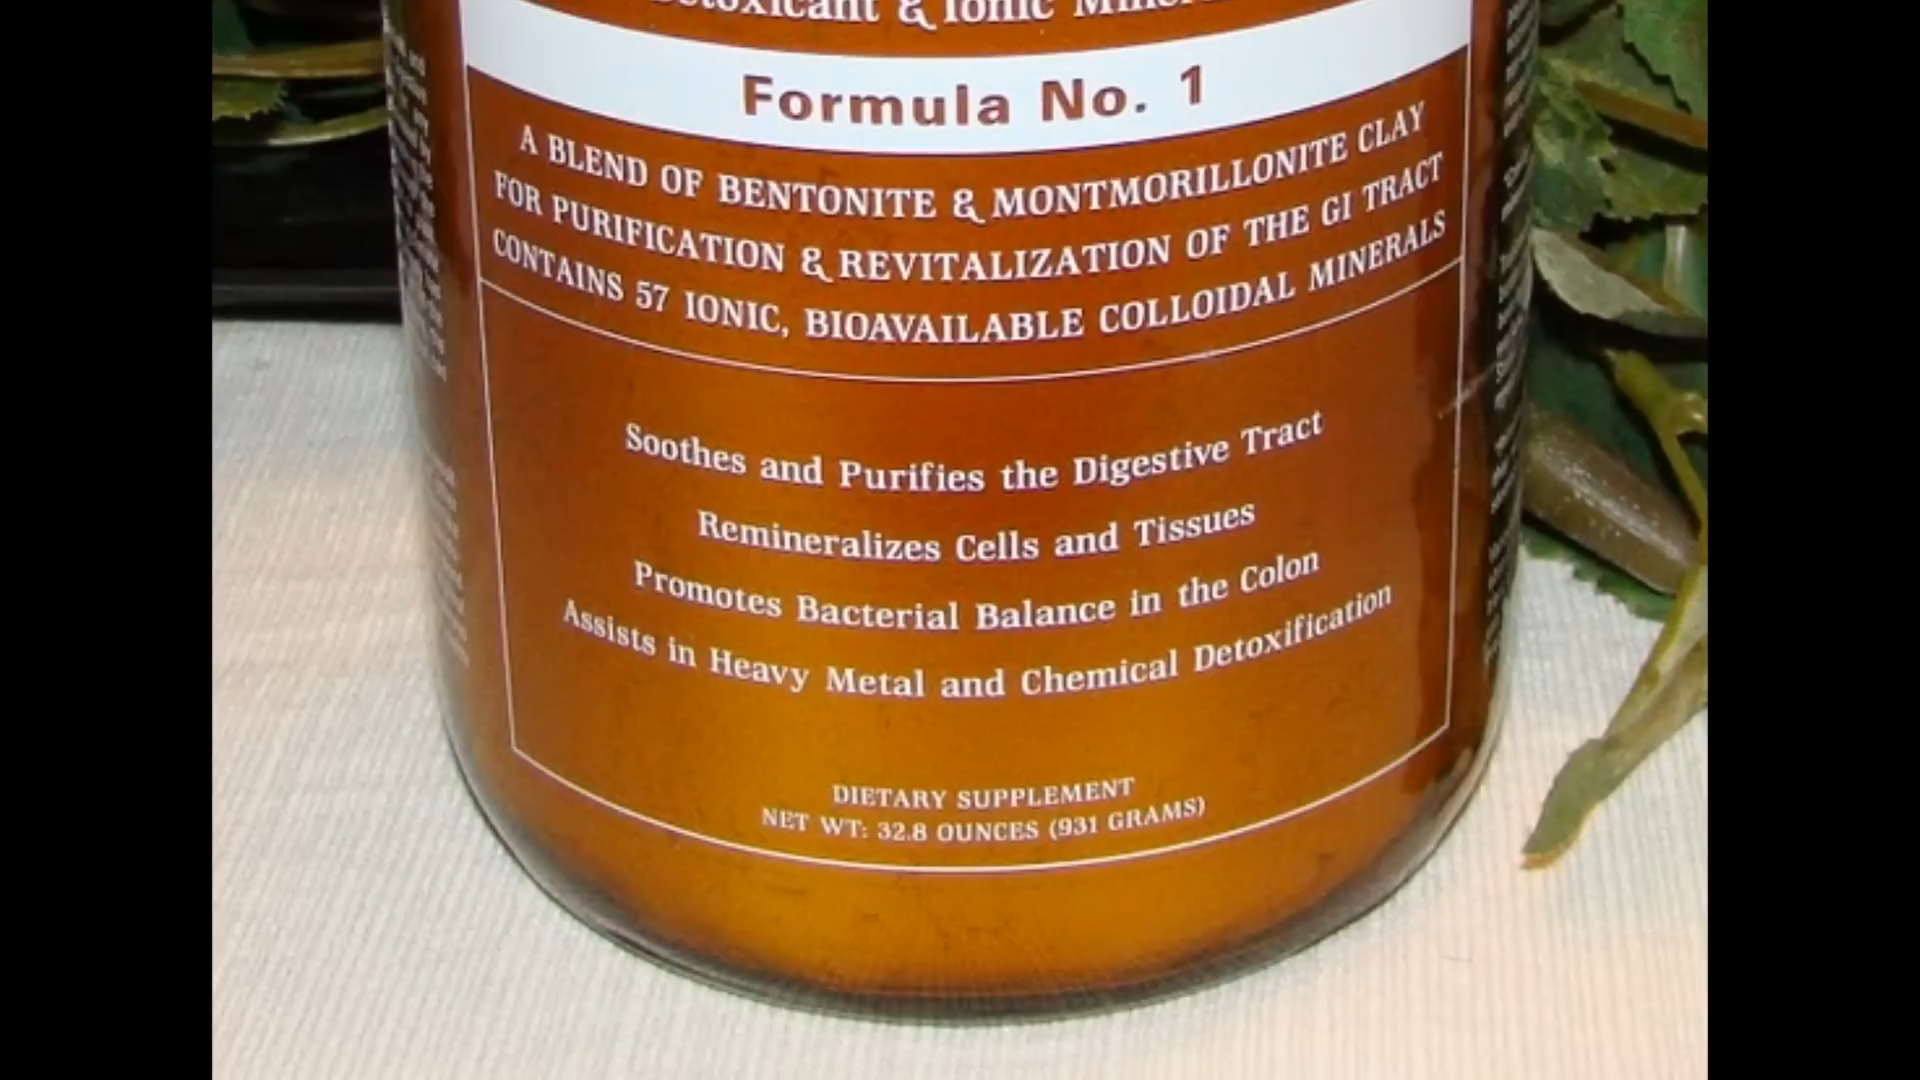 & Ionic
Formula No. 1
A BLEND OF BENTONITE & MONTMORILLONITE CLAY
FOR PURIFICATION & REVITALIZATION OF THE GI TRACT
CONTAINS 57 IONIC, BIOAVAILABLE COLLOIDAL MINERALS
Soothes and Purifies the Digestive Tract
Remineralizes Cells and Tissues
Promotes Bacterial Balance in the Colon
Assists in Heavy Metal and Chemical Detoxification
DIETARY SUPPLEMENT
NET WT: 32.8 OUNCES (931 GRAMS)